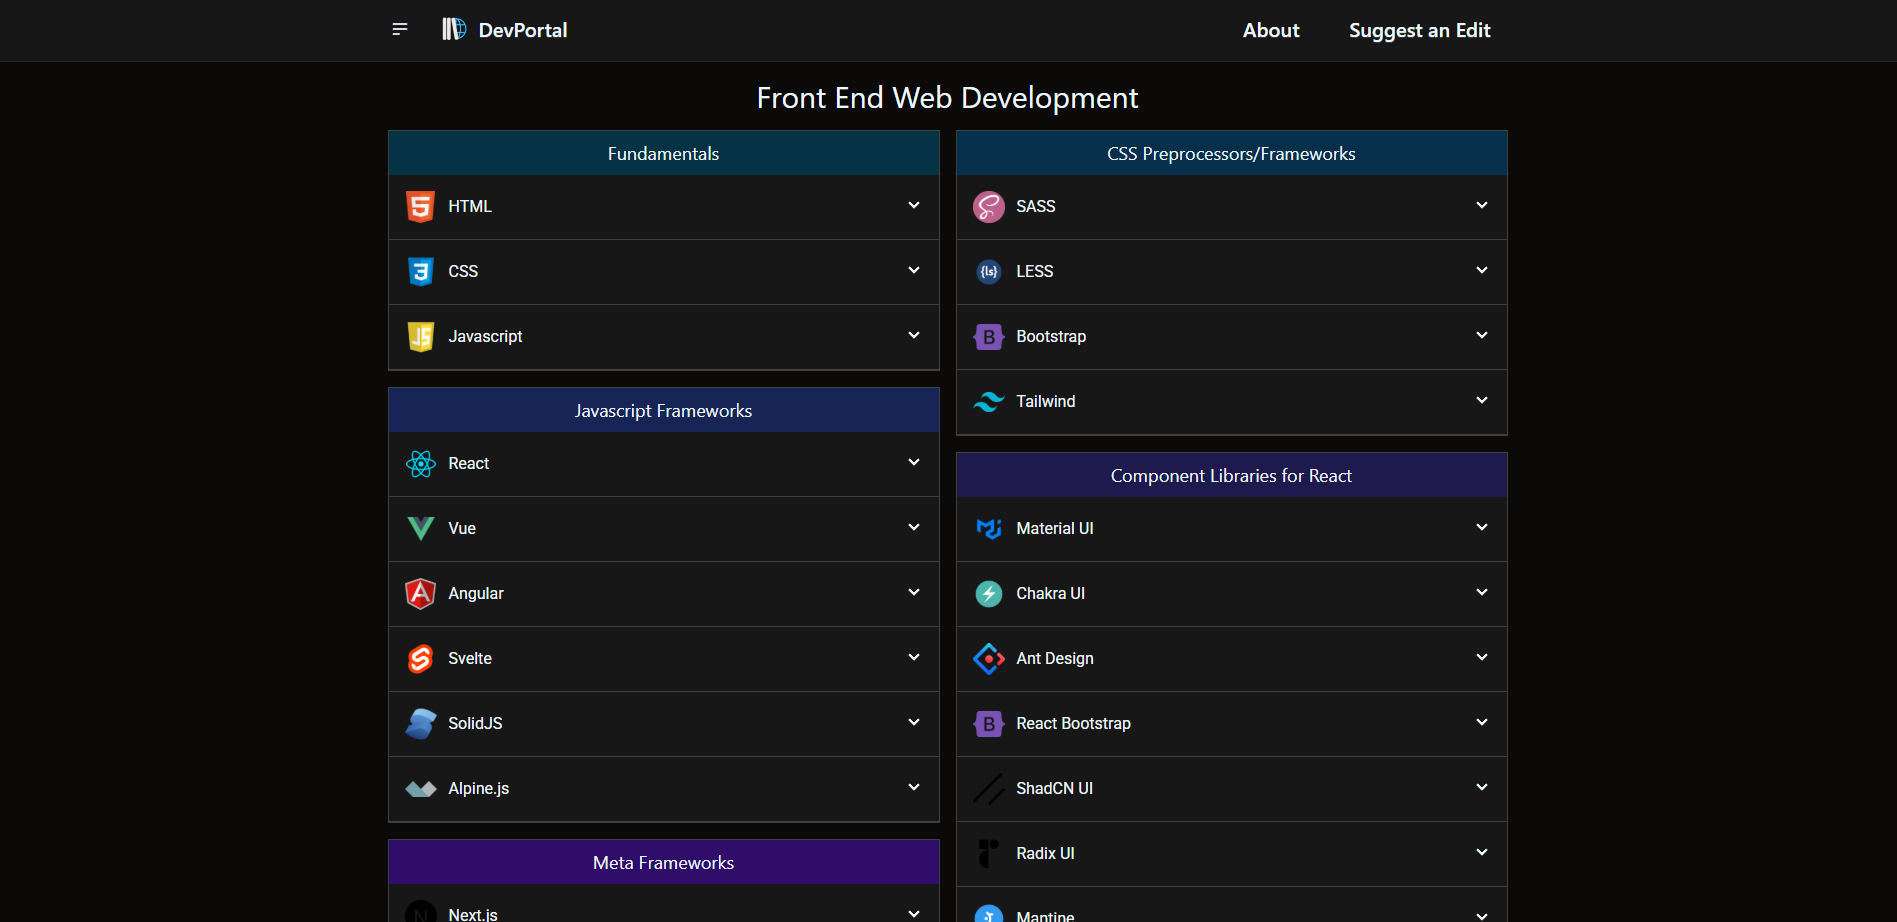 DevPortal
About
Suggest an Edit
Front End Web Development
Fundamentals
HTML
CSS
Javascript
Javascript Frameworks
React
Vue
Angular
Svelte
SolidJS
Alpine.js
Meta Frameworks
Next.js
CSS Preprocessors/Frameworks
SASS
{ls}
LESS
B
Bootstrap
Tailwind
Component Libraries for React
Material UI
Chakra UI
Ant Design
B
React Bootstrap
ShadCN UI
Radix UI
Mantine